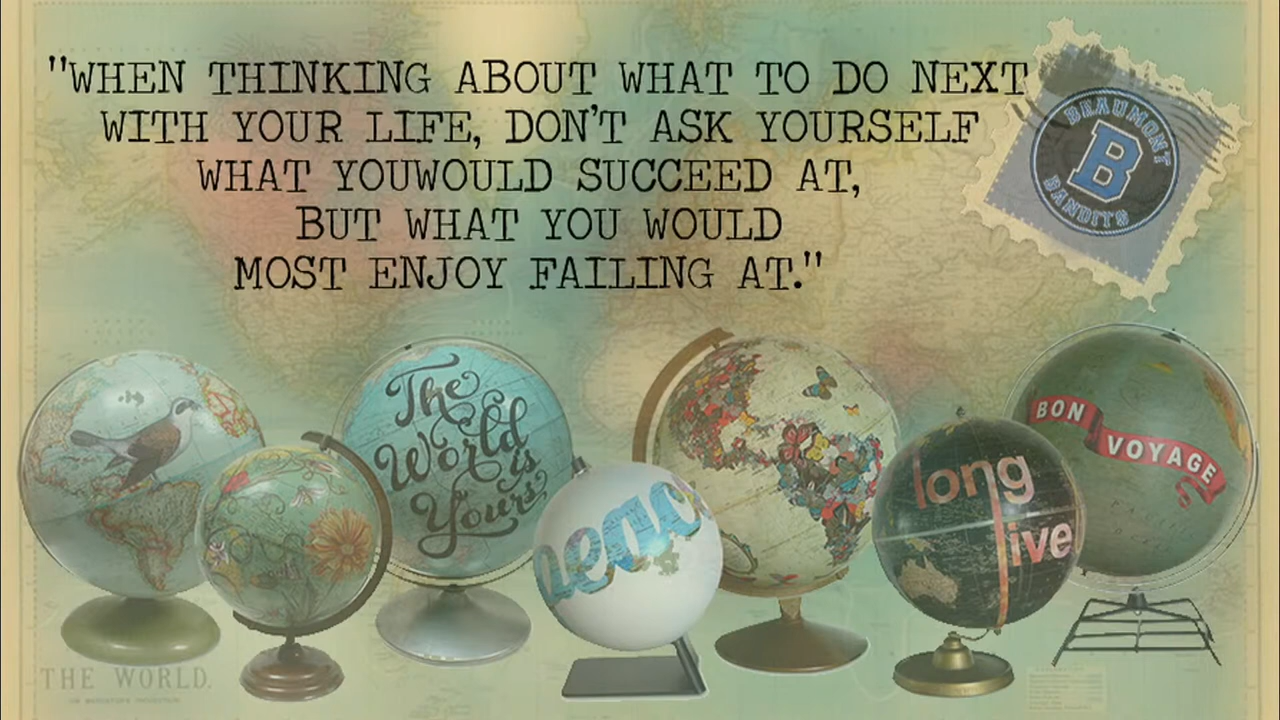 "WHEN THINKING ABOUT WHAT TO DO NEXT
WITH YOUR LIFE, DON'T ASK YOURSELF
WHAT YOUWOULD SUCCEED AT,
BUT WHAT YOU WOULD
MOST ENJOY FAILING AT."
BEAUMONT
B
BANDITS
The
World
is
Yours
peace
long
live
BON
VOYAGE
THE WORLD.